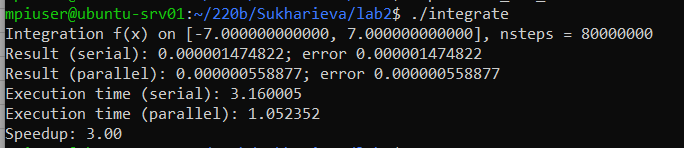 mpiuser@ubuntu-srv01:~/220b/Sukharieva/lab2$ ./integrate
Integration f(x) on [-7.000000000000, 7.000000000000], nsteps = 80000000
Result (serial): 0.000001474822; error 0.000001474822
Result (parallel): 0.000000558877; error 0.000000558877
Execution time (serial): 3.160005
Execution time (parallel): 1.052352
Speedup: 3.00